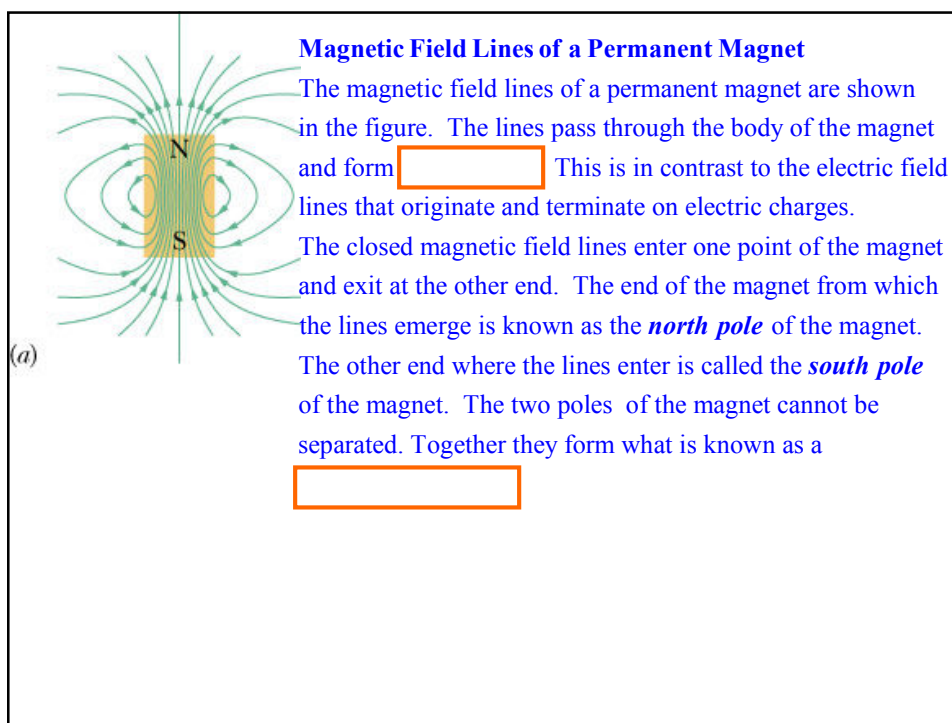 Magnetic Field Lines of a Permanent Magnet
The magnetic field lines of a permanent magnet are shown
in the figure.  The lines pass through the body of the magnet
and form This is in contrast to the electric field
lines that originate and terminate on electric charges.
The closed magnetic field lines enter one point of the magnet
and exit at the other end.  The end of the magnet from which
the lines emerge is known as the north pole of the magnet.
The other end where the lines enter is called the south pole
of the magnet.  The two poles  of the magnet cannot be
separated. Together they form what is known as a
N
S
(a)